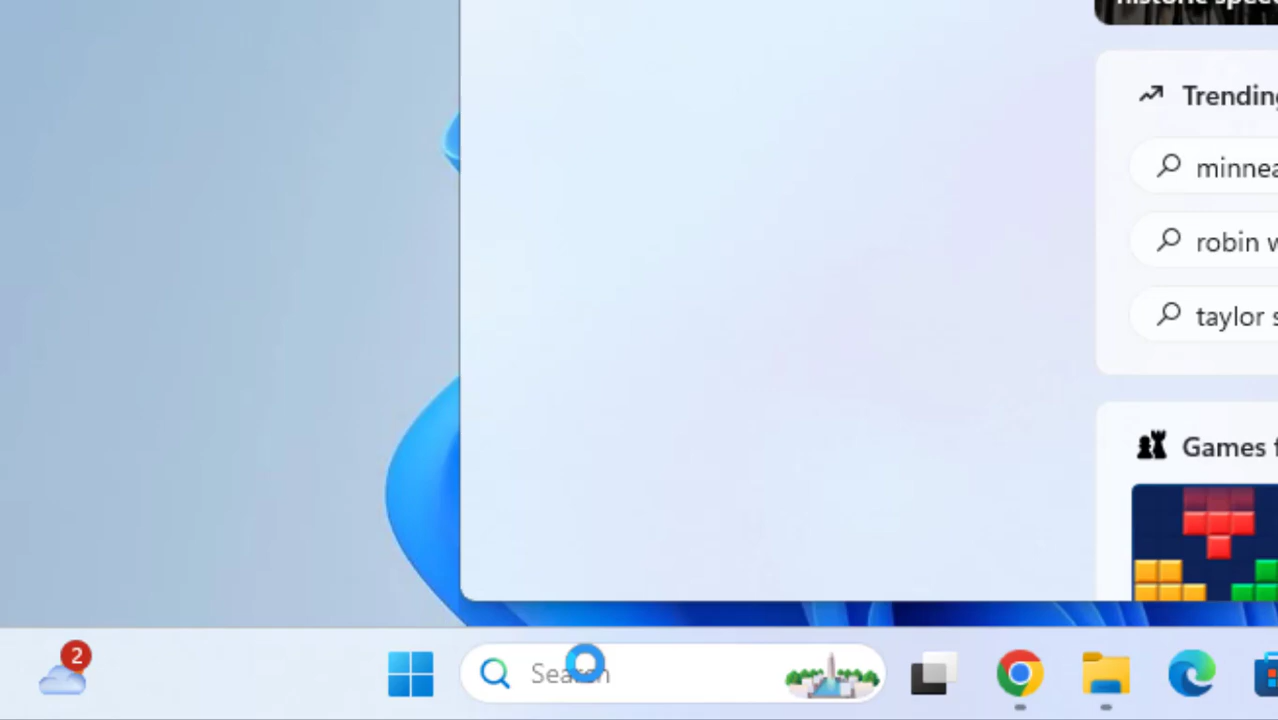 Trending
minnea
robin w
taylor s
Games f
2
Search